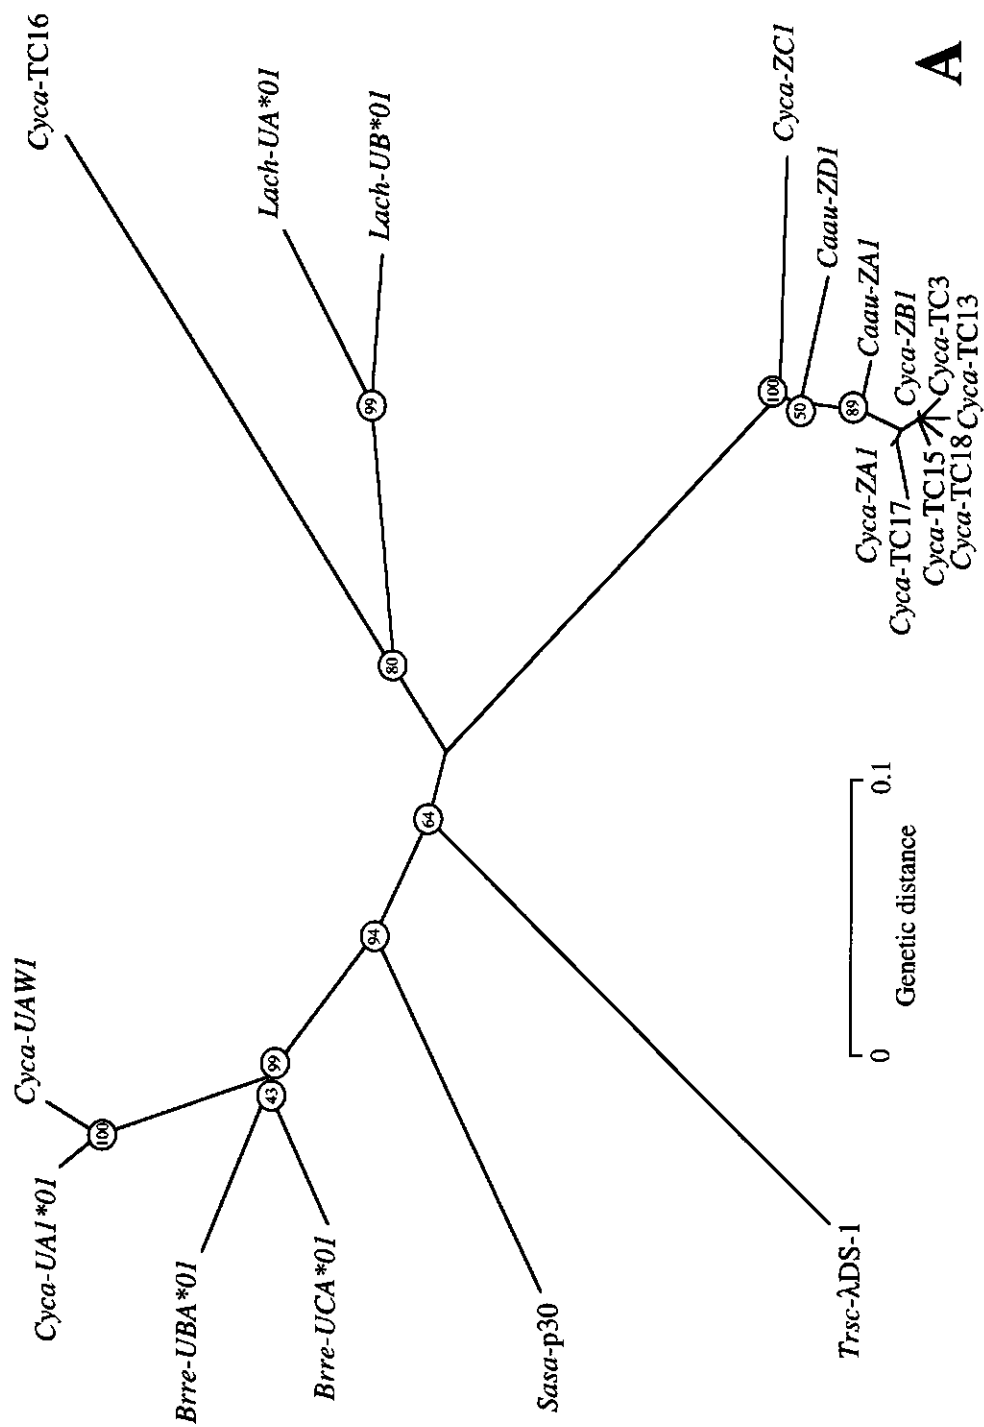 A
Cyca-TC16
Lach-UA*01
Lach-UB*01
Cyca-ZC1
Caau-ZD1
Caau-ZA1
Cyca-ZB1
Cyca-TC3
Cyca-TC13
Cyca-ZA1
Cyca-TC17
Cyca-TC15
Cyca-TC18
100
50
89
99
80
64
94
99
43
100
Cyca-UAW1
Cyca-UA1*01
Brre-UBA*01
Brre-UCA*01
Sasa-p30
Trsc-λDS-1
0
0.1
Genetic distance